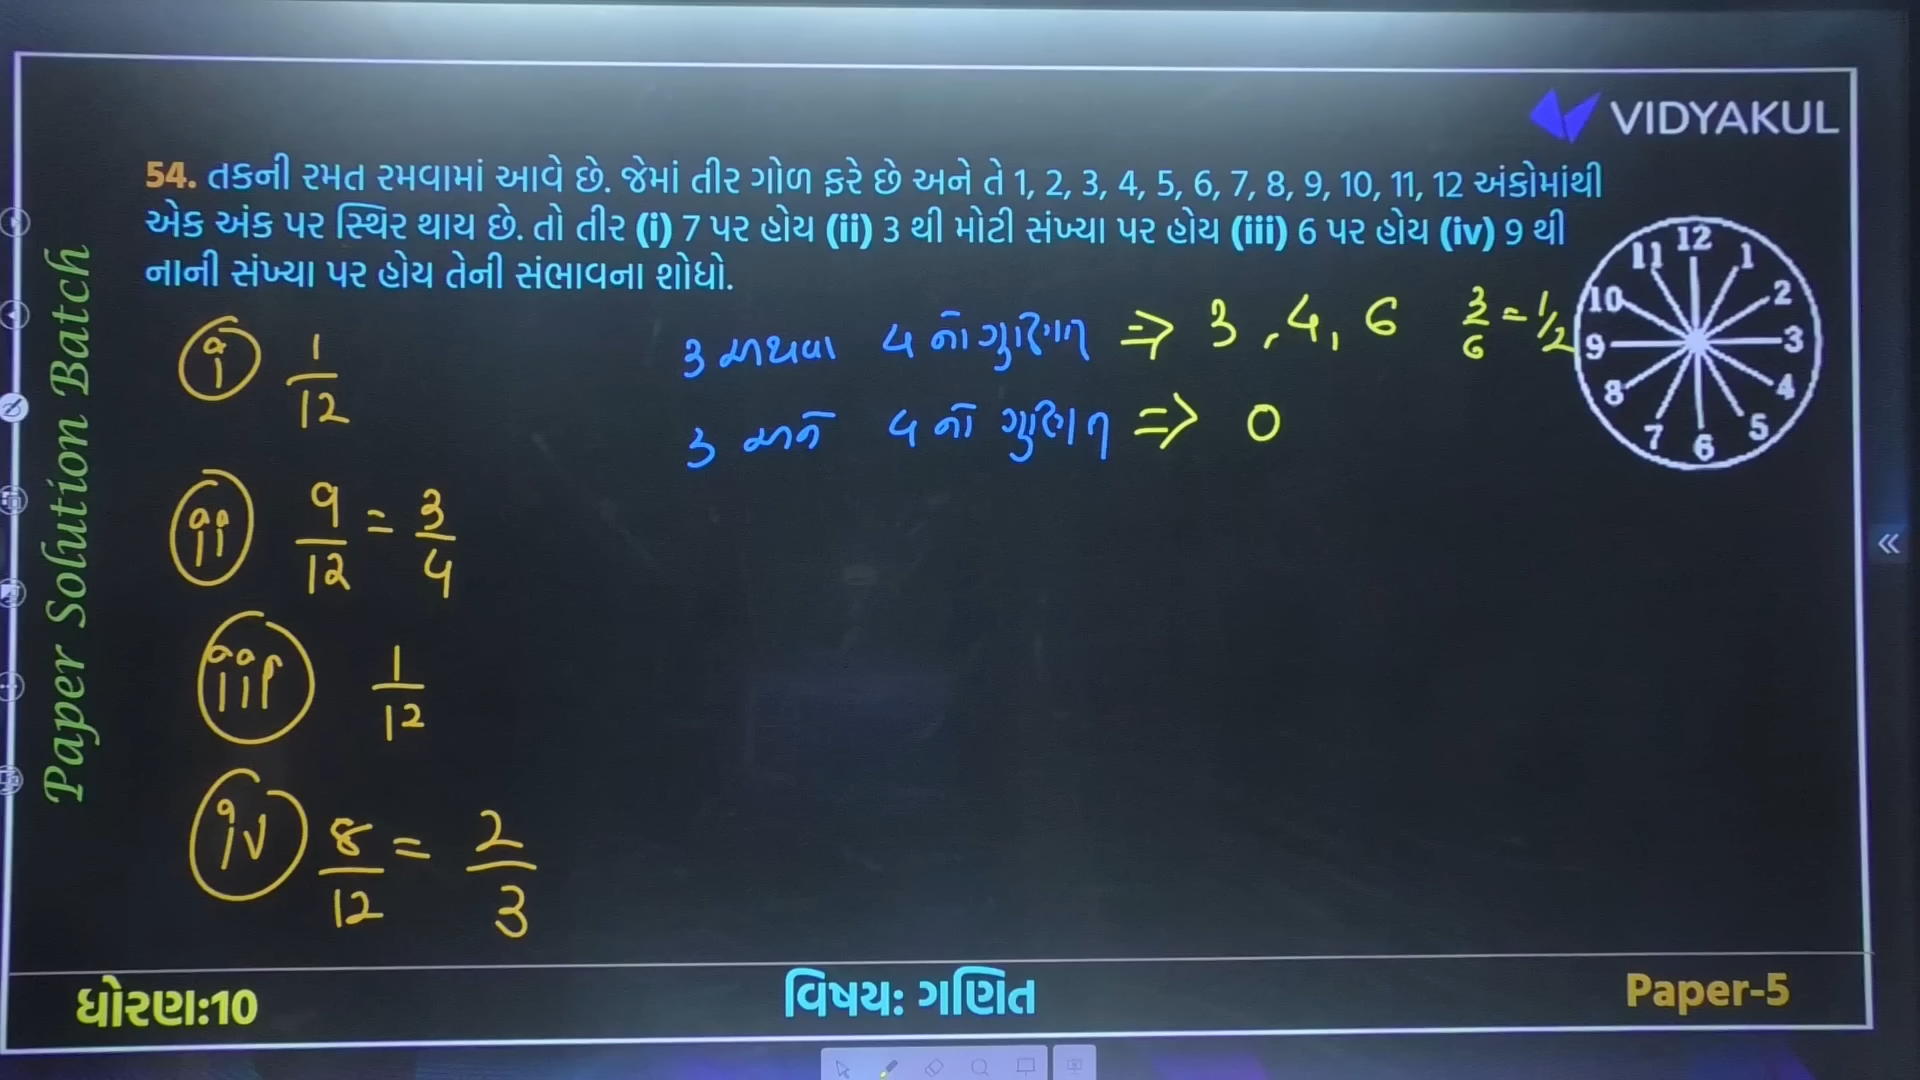 VIDYAKUL
54. તકની રમત રમવામાં આવે છે. જેમાં તીર ગોળ ફરે છે અને તે 1, 2, 3, 4, 5, 6, 7, 8, 9, 10, 11, 12 અંકોમાંથી
એક અંક પર સ્થિર થાય છે. તો તીર (i) 7 પર હોય (ii) 3 થી મોટી સંખ્યા પર હોય (iii) 6 પર હોય (iv) 9 થી
નાની સંખ્યા પર હોય તેની સંભાવના શોધો.
12 1 2 3 4 5 6 7 8 9 10 11
3 અથવા 4 નો ગુણિત ⇒ 3, 4, 6 3/6 = 1/2
3 અને 4 નો ગુણિત ⇒ 0
i 1/12
ii 9/12 = 3/4
iii 1/12
iv 8/12 = 2/3
Paper Solution Batch
ધોરણ:10
વિષય: ગણિત
Paper-5